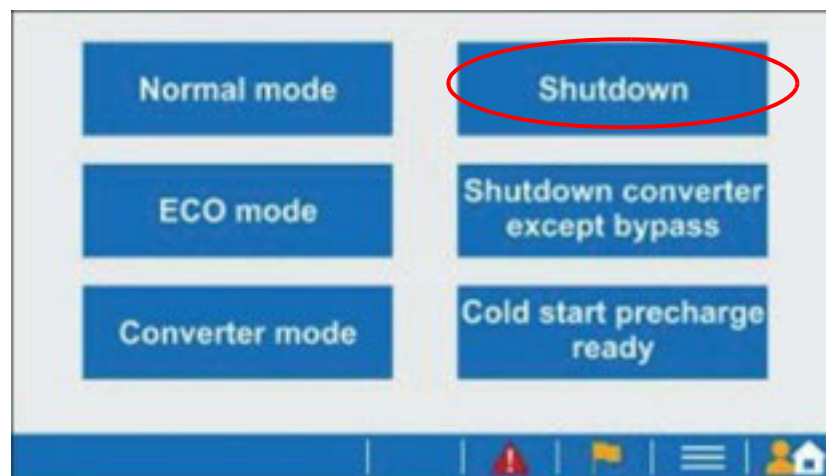 Normal mode
Shutdown
ECO mode
Shutdown converter
except bypass
Converter mode
Cold start precharge
ready